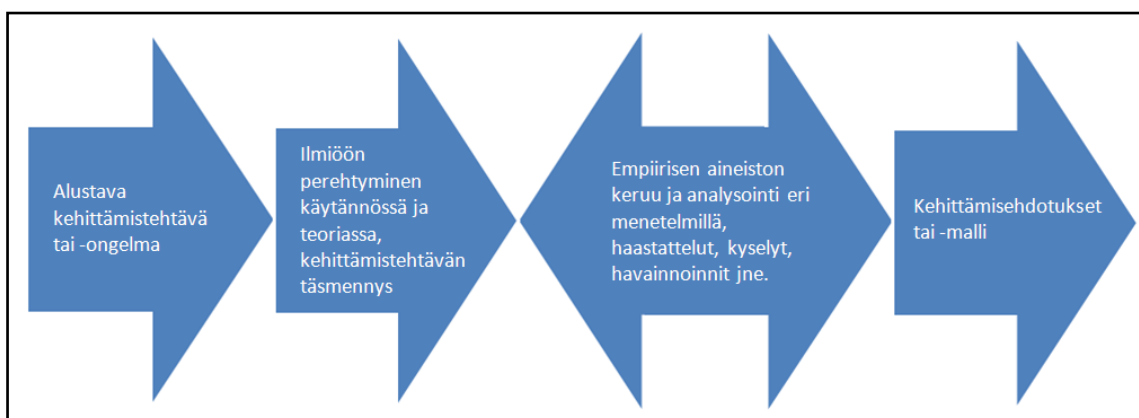 Alustava
kehittämistehtävä
tai -ongelma
Ilmiöön
perehtyminen
käytännössä ja
teoriassa,
kehittämistehtävän
täsmennys
Empiirisen aineiston
keruu ja analysointi eri
menetelmillä,
haastattelut, kyselyt,
havainnoinnit jne.
Kehittämisehdotukset
tai -malli